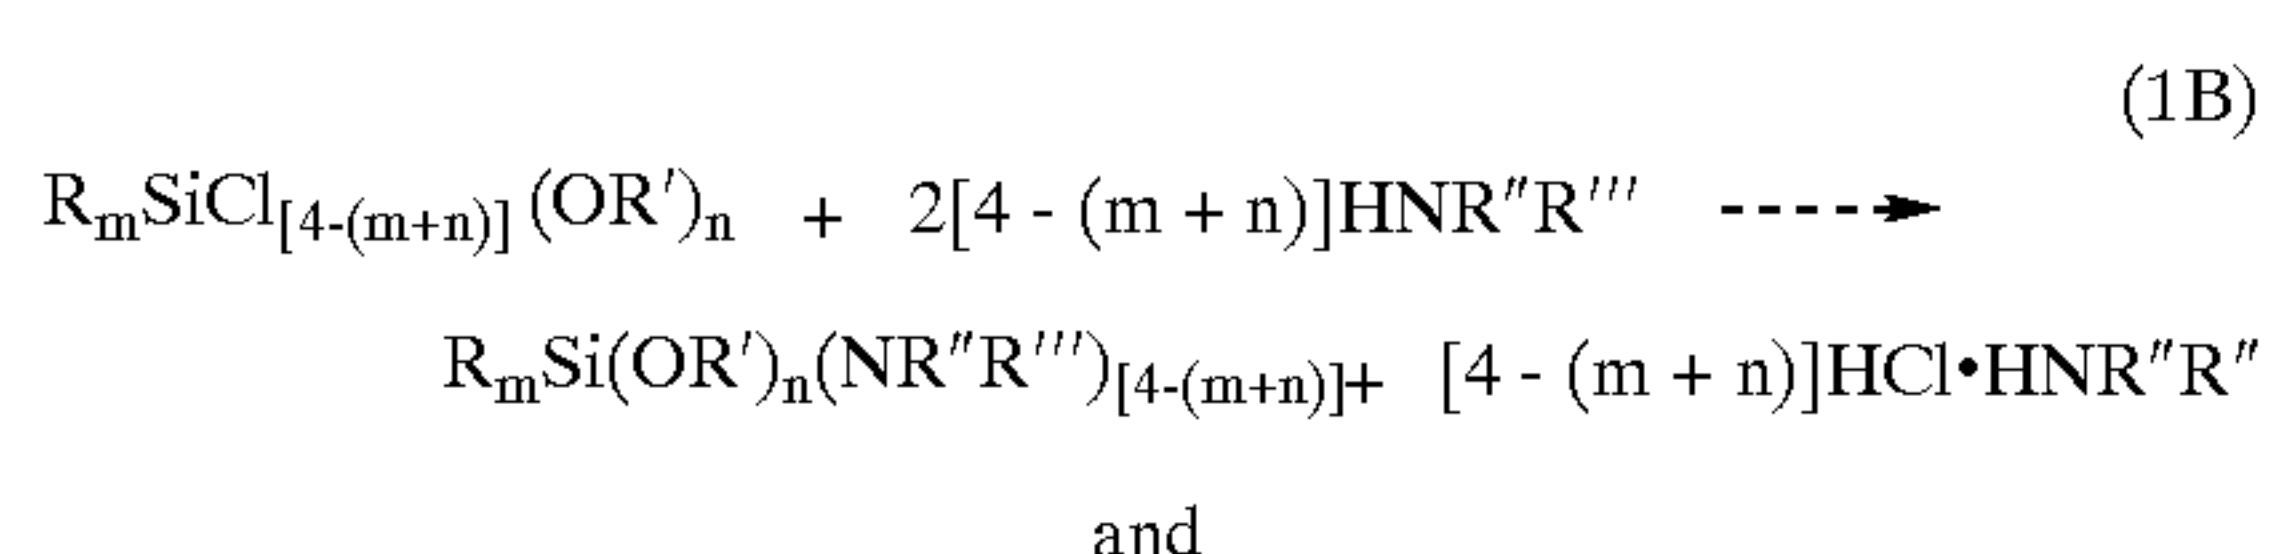 (1B)
RₘSiCl[4-(m+n)](OR′)ₙ + 2[4 - (m + n)]HNR″R‴ ----►
RₘSi(OR′)ₙ(NR″R‴)[4-(m+n)]+ [4 - (m + n)]HCl•HNR″R″
and